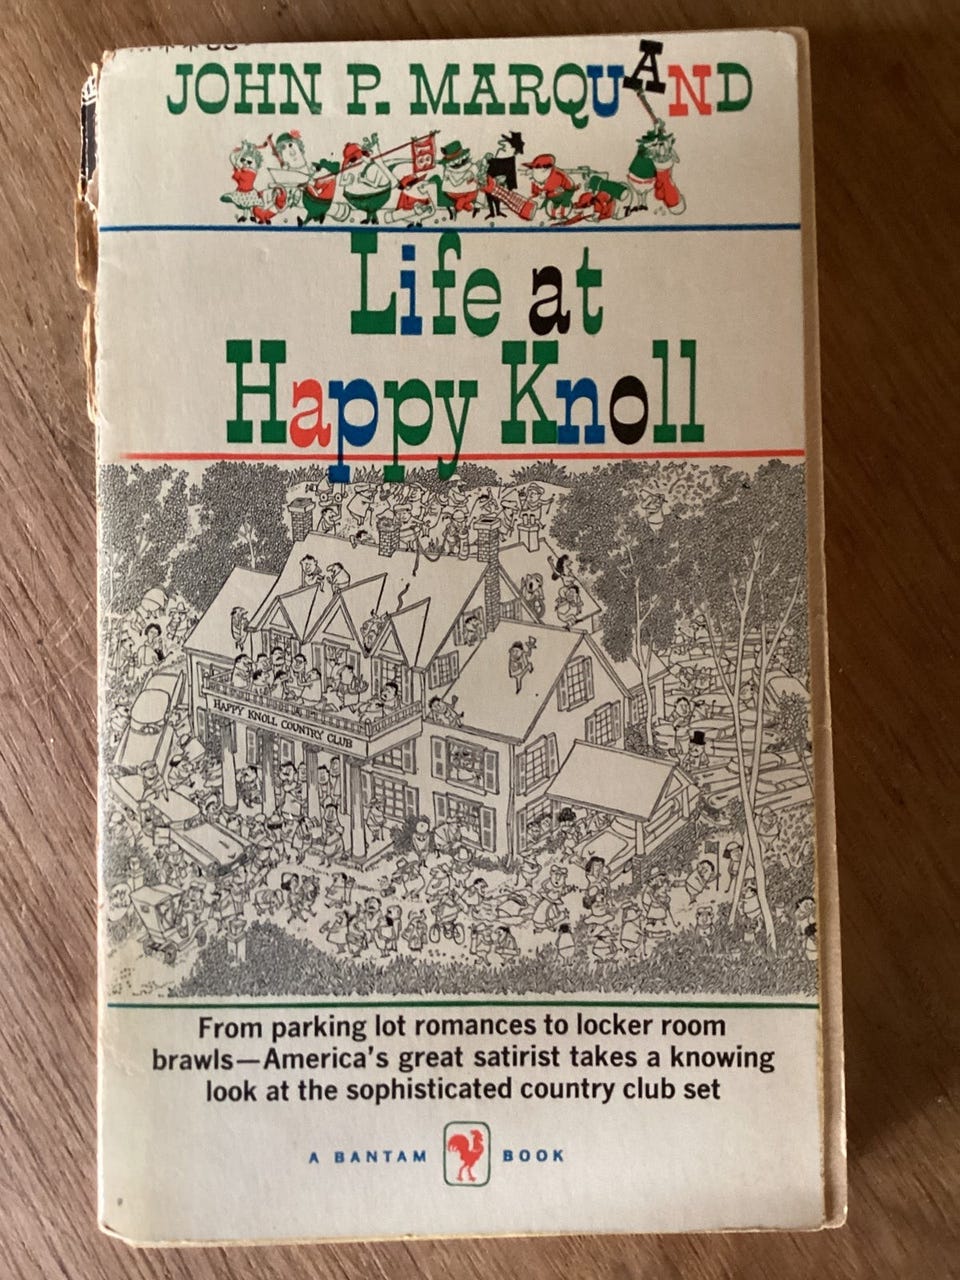 JOHN P. MARQUAND
Life at
Happy Knoll
HAPPY KNOLL COUNTRY CLUB
From parking lot romances to locker room
brawls—America's great satirist takes a knowing
look at the sophisticated country club set
A BANTAM BOOK